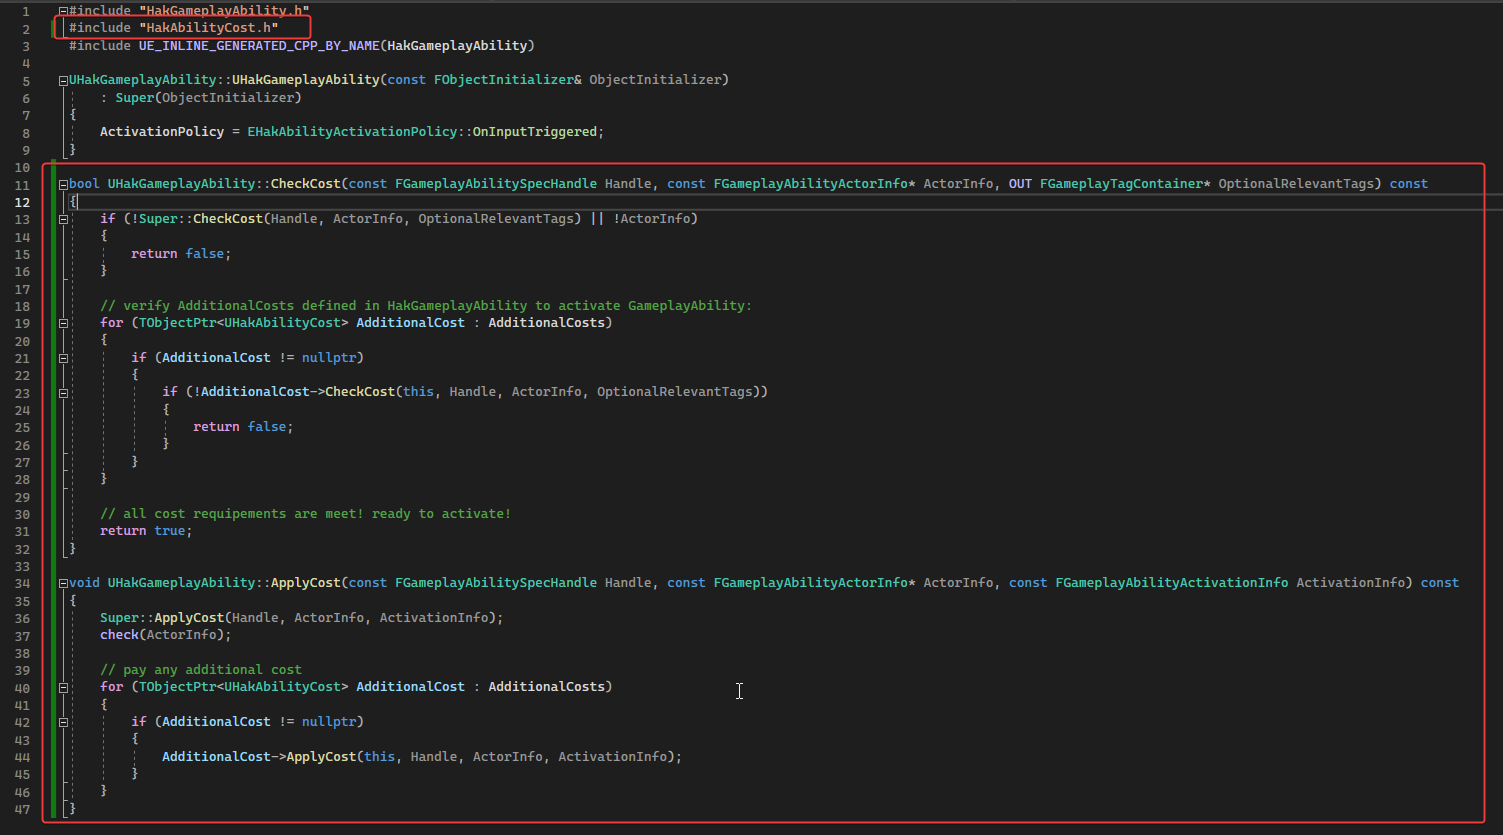 1 #include "HakGameplayAbility.h"
2 #include "HakAbilityCost.h"
3 #include UE_INLINE_GENERATED_CPP_BY_NAME(HakGameplayAbility)
4
5 UHakGameplayAbility::UHakGameplayAbility(const FObjectInitializer& ObjectInitializer)
6     : Super(ObjectInitializer)
7 {
8     ActivationPolicy = EHakAbilityActivationPolicy::OnInputTriggered;
9 }
10
11 bool UHakGameplayAbility::CheckCost(const FGameplayAbilitySpecHandle Handle, const FGameplayAbilityActorInfo* ActorInfo, OUT FGameplayTagContainer* OptionalRelevantTags) const
12 {
13     if (!Super::CheckCost(Handle, ActorInfo, OptionalRelevantTags) || !ActorInfo)
14     {
15         return false;
16     }
17
18     // verify AdditionalCosts defined in HakGameplayAbility to activate GameplayAbility:
19     for (TObjectPtr<UHakAbilityCost> AdditionalCost : AdditionalCosts)
20     {
21         if (AdditionalCost != nullptr)
22         {
23             if (!AdditionalCost->CheckCost(this, Handle, ActorInfo, OptionalRelevantTags))
24             {
25                 return false;
26             }
27         }
28     }
29
30     // all cost requipements are meet! ready to activate!
31     return true;
32 }
33
34 void UHakGameplayAbility::ApplyCost(const FGameplayAbilitySpecHandle Handle, const FGameplayAbilityActorInfo* ActorInfo, const FGameplayAbilityActivationInfo ActivationInfo) const
35 {
36     Super::ApplyCost(Handle, ActorInfo, ActivationInfo);
37     check(ActorInfo);
38
39     // pay any additional cost
40     for (TObjectPtr<UHakAbilityCost> AdditionalCost : AdditionalCosts)
41     {
42         if (AdditionalCost != nullptr)
43         {
44             AdditionalCost->ApplyCost(this, Handle, ActorInfo, ActivationInfo);
45         }
46     }
47 }